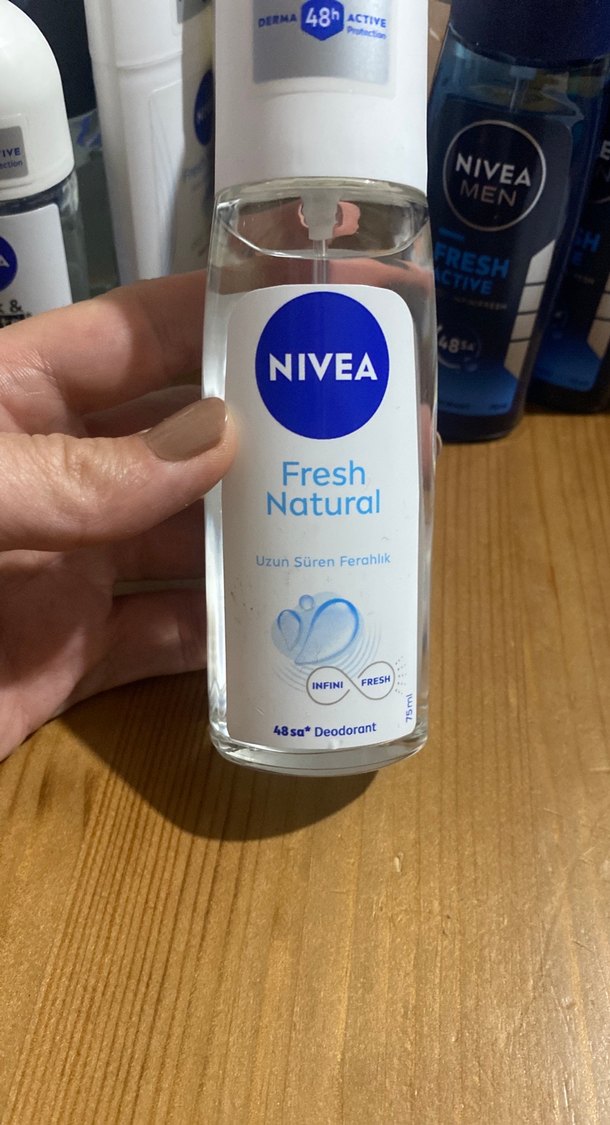 DERMA 48h ACTIVE
Protection
NIVEA
Fresh
Natural
Uzun Süren Ferahlık
INFINI FRESH
48 sa* Deodorant
75ml
NIVEA
MEN
FRESH
ACTIVE
48SA